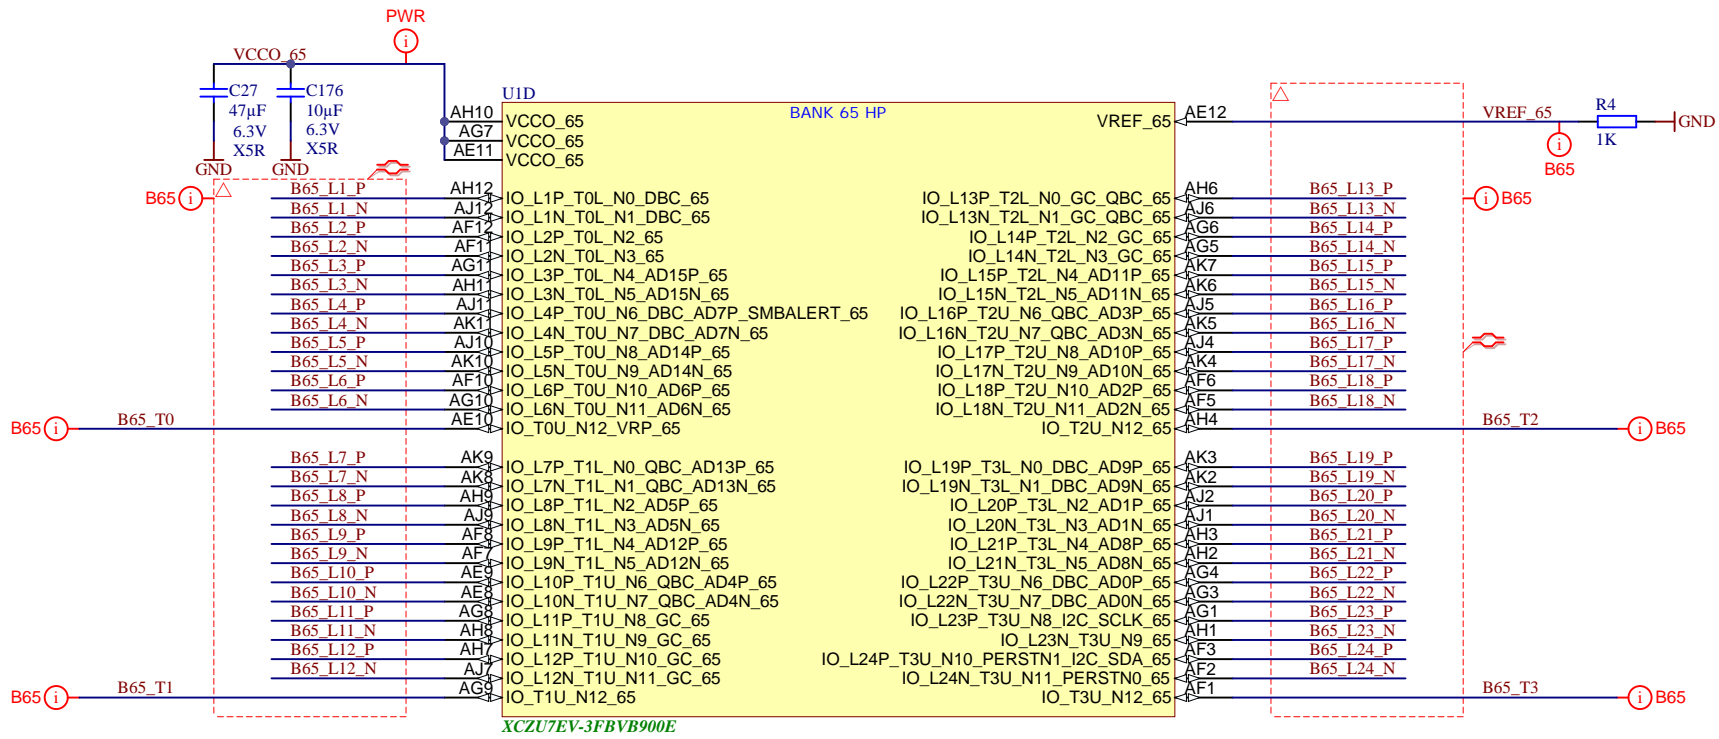 PWR
VCCO_65
C27
47µF
6.3V
X5R
C176
10µF
6.3V
X5R
GND
GND
U1D
BANK 65 HP
AH10 VCCO_65
AG7 VCCO_65
AE11 VCCO_65
VREF_65 AE12 VREF_65
R4
1K
GND
B65
B65
B65
B65_L1_P AH12 IO_L1P_T0L_N0_DBC_65
B65_L1_N AJ12 IO_L1N_T0L_N1_DBC_65
B65_L2_P AF12 IO_L2P_T0L_N2_65
B65_L2_N AF11 IO_L2N_T0L_N3_65
B65_L3_P AG11 IO_L3P_T0L_N4_AD15P_65
B65_L3_N AH11 IO_L3N_T0L_N5_AD15N_65
B65_L4_P AJ11 IO_L4P_T0U_N6_DBC_AD7P_SMBALERT_65
B65_L4_N AK11 IO_L4N_T0U_N7_DBC_AD7N_65
B65_L5_P AJ10 IO_L5P_T0U_N8_AD14P_65
B65_L5_N AK10 IO_L5N_T0U_N9_AD14N_65
B65_L6_P AF10 IO_L6P_T0U_N10_AD6P_65
B65_L6_N AG10 IO_L6N_T0U_N11_AD6N_65
B65 B65_T0 AE10 IO_T0U_N12_VRP_65
B65_L7_P AK9 IO_L7P_T1L_N0_QBC_AD13P_65
B65_L7_N AK8 IO_L7N_T1L_N1_QBC_AD13N_65
B65_L8_P AH9 IO_L8P_T1L_N2_AD5P_65
B65_L8_N AJ9 IO_L8N_T1L_N3_AD5N_65
B65_L9_P AF8 IO_L9P_T1L_N4_AD12P_65
B65_L9_N AF7 IO_L9N_T1L_N5_AD12N_65
B65_L10_P AE9 IO_L10P_T1U_N6_QBC_AD4P_65
B65_L10_N AE8 IO_L10N_T1U_N7_QBC_AD4N_65
B65_L11_P AG8 IO_L11P_T1U_N8_GC_65
B65_L11_N AH8 IO_L11N_T1U_N9_GC_65
B65_L12_P AH7 IO_L12P_T1U_N10_GC_65
B65_L12_N AJ7 IO_L12N_T1U_N11_GC_65
B65 B65_T1 AG9 IO_T1U_N12_65
IO_L13P_T2L_N0_GC_QBC_65 AH6 B65_L13_P
IO_L13N_T2L_N1_GC_QBC_65 AJ6 B65_L13_N
IO_L14P_T2L_N2_GC_65 AG6 B65_L14_P
IO_L14N_T2L_N3_GC_65 AG5 B65_L14_N
IO_L15P_T2L_N4_AD11P_65 AK7 B65_L15_P
IO_L15N_T2L_N5_AD11N_65 AK6 B65_L15_N
IO_L16P_T2U_N6_QBC_AD3P_65 AJ5 B65_L16_P
IO_L16N_T2U_N7_QBC_AD3N_65 AK5 B65_L16_N
IO_L17P_T2U_N8_AD10P_65 AJ4 B65_L17_P
IO_L17N_T2U_N9_AD10N_65 AK4 B65_L17_N
IO_L18P_T2U_N10_AD2P_65 AF6 B65_L18_P
IO_L18N_T2U_N11_AD2N_65 AF5 B65_L18_N
IO_T2U_N12_65 AH4 B65_T2 B65
IO_L19P_T3L_N0_DBC_AD9P_65 AK3 B65_L19_P
IO_L19N_T3L_N1_DBC_AD9N_65 AK2 B65_L19_N
IO_L20P_T3L_N2_AD1P_65 AJ2 B65_L20_P
IO_L20N_T3L_N3_AD1N_65 AJ1 B65_L20_N
IO_L21P_T3L_N4_AD8P_65 AH3 B65_L21_P
IO_L21N_T3L_N5_AD8N_65 AH2 B65_L21_N
IO_L22P_T3U_N6_DBC_AD0P_65 AG4 B65_L22_P
IO_L22N_T3U_N7_DBC_AD0N_65 AG3 B65_L22_N
IO_L23P_T3U_N8_I2C_SCLK_65 AG1 B65_L23_P
IO_L23N_T3U_N9_65 AH1 B65_L23_N
IO_L24P_T3U_N10_PERSTN1_I2C_SDA_65 AF3 B65_L24_P
IO_L24N_T3U_N11_PERSTN0_65 AF2 B65_L24_N
IO_T3U_N12_65 AF1 B65_T3 B65
XCZU7EV-3FBVB900E